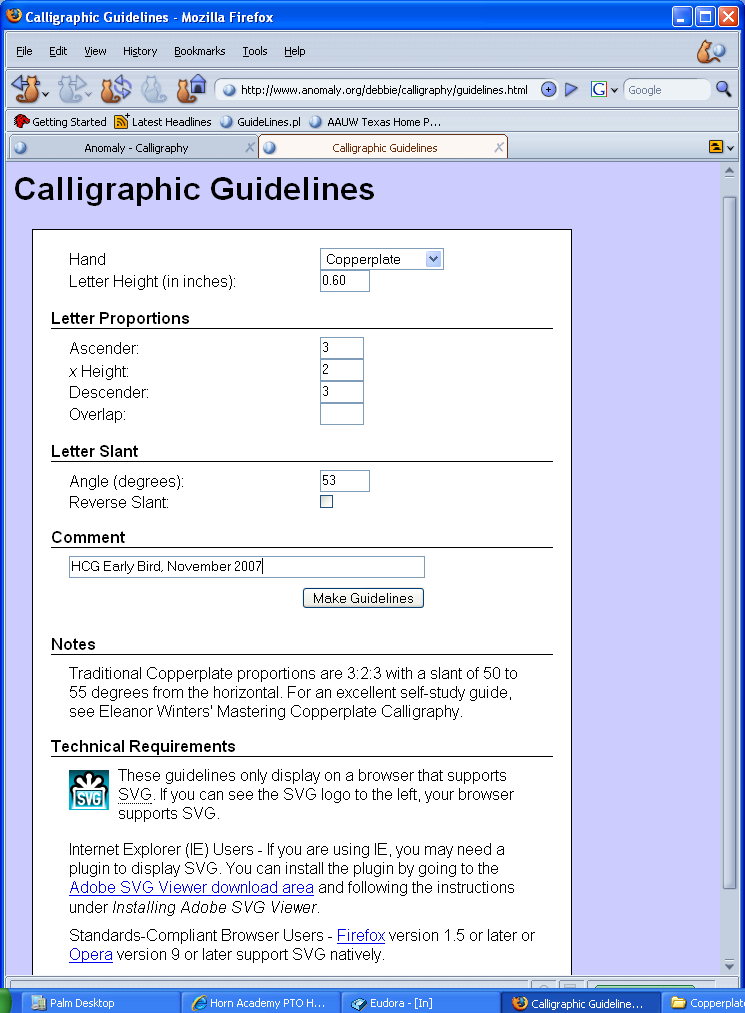 Calligraphic Guidelines - Mozilla Firefox
File Edit View History Bookmarks Tools Help
http://www.anomaly.org/debbie/calligraphy/guidelines.html G Google
Getting Started Latest Headlines GuideLines.pl AAUW Texas Home P...
Anomaly - Calligraphy Calligraphic Guidelines
Calligraphic Guidelines
Hand Copperplate
Letter Height (in inches): 0.60
Letter Proportions
Ascender: 3
x Height: 2
Descender: 3
Overlap:
Letter Slant
Angle (degrees): 53
Reverse Slant:
Comment
HCG Early Bird, November 2007
Make Guidelines
Notes
Traditional Copperplate proportions are 3:2:3 with a slant of 50 to
55 degrees from the horizontal. For an excellent self-study guide,
see Eleanor Winters' Mastering Copperplate Calligraphy.
Technical Requirements
SVG
These guidelines only display on a browser that supports
SVG. If you can see the SVG logo to the left, your browser
supports SVG.
Internet Explorer (IE) Users - If you are using IE, you may need a
plugin to display SVG. You can install the plugin by going to the
Adobe SVG Viewer download area and following the instructions
under Installing Adobe SVG Viewer.
Standards-Compliant Browser Users - Firefox version 1.5 or later or
Opera version 9 or later support SVG natively.
Palm Desktop Horn Academy PTO H... Eudora - [In] Calligraphic Guideline... Copperplat